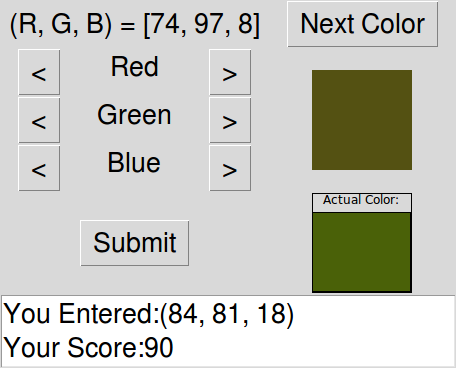 (R, G, B) = [74, 97, 8] Next Color
< Red >
< Green >
< Blue >
Actual Color:
Submit
You Entered:(84, 81, 18)
Your Score:90